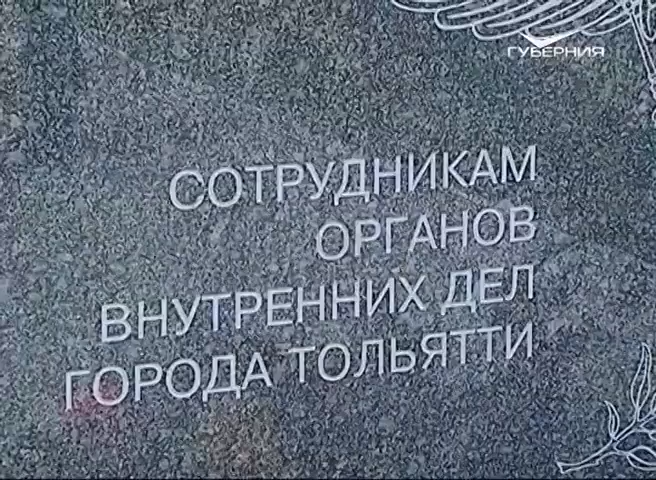 ГУБЕРНИЯ
СОТРУДНИКАМ
ОРГАНОВ
ВНУТРЕННИХ ДЕЛ
ГОРОДА ТОЛЬЯТТИ